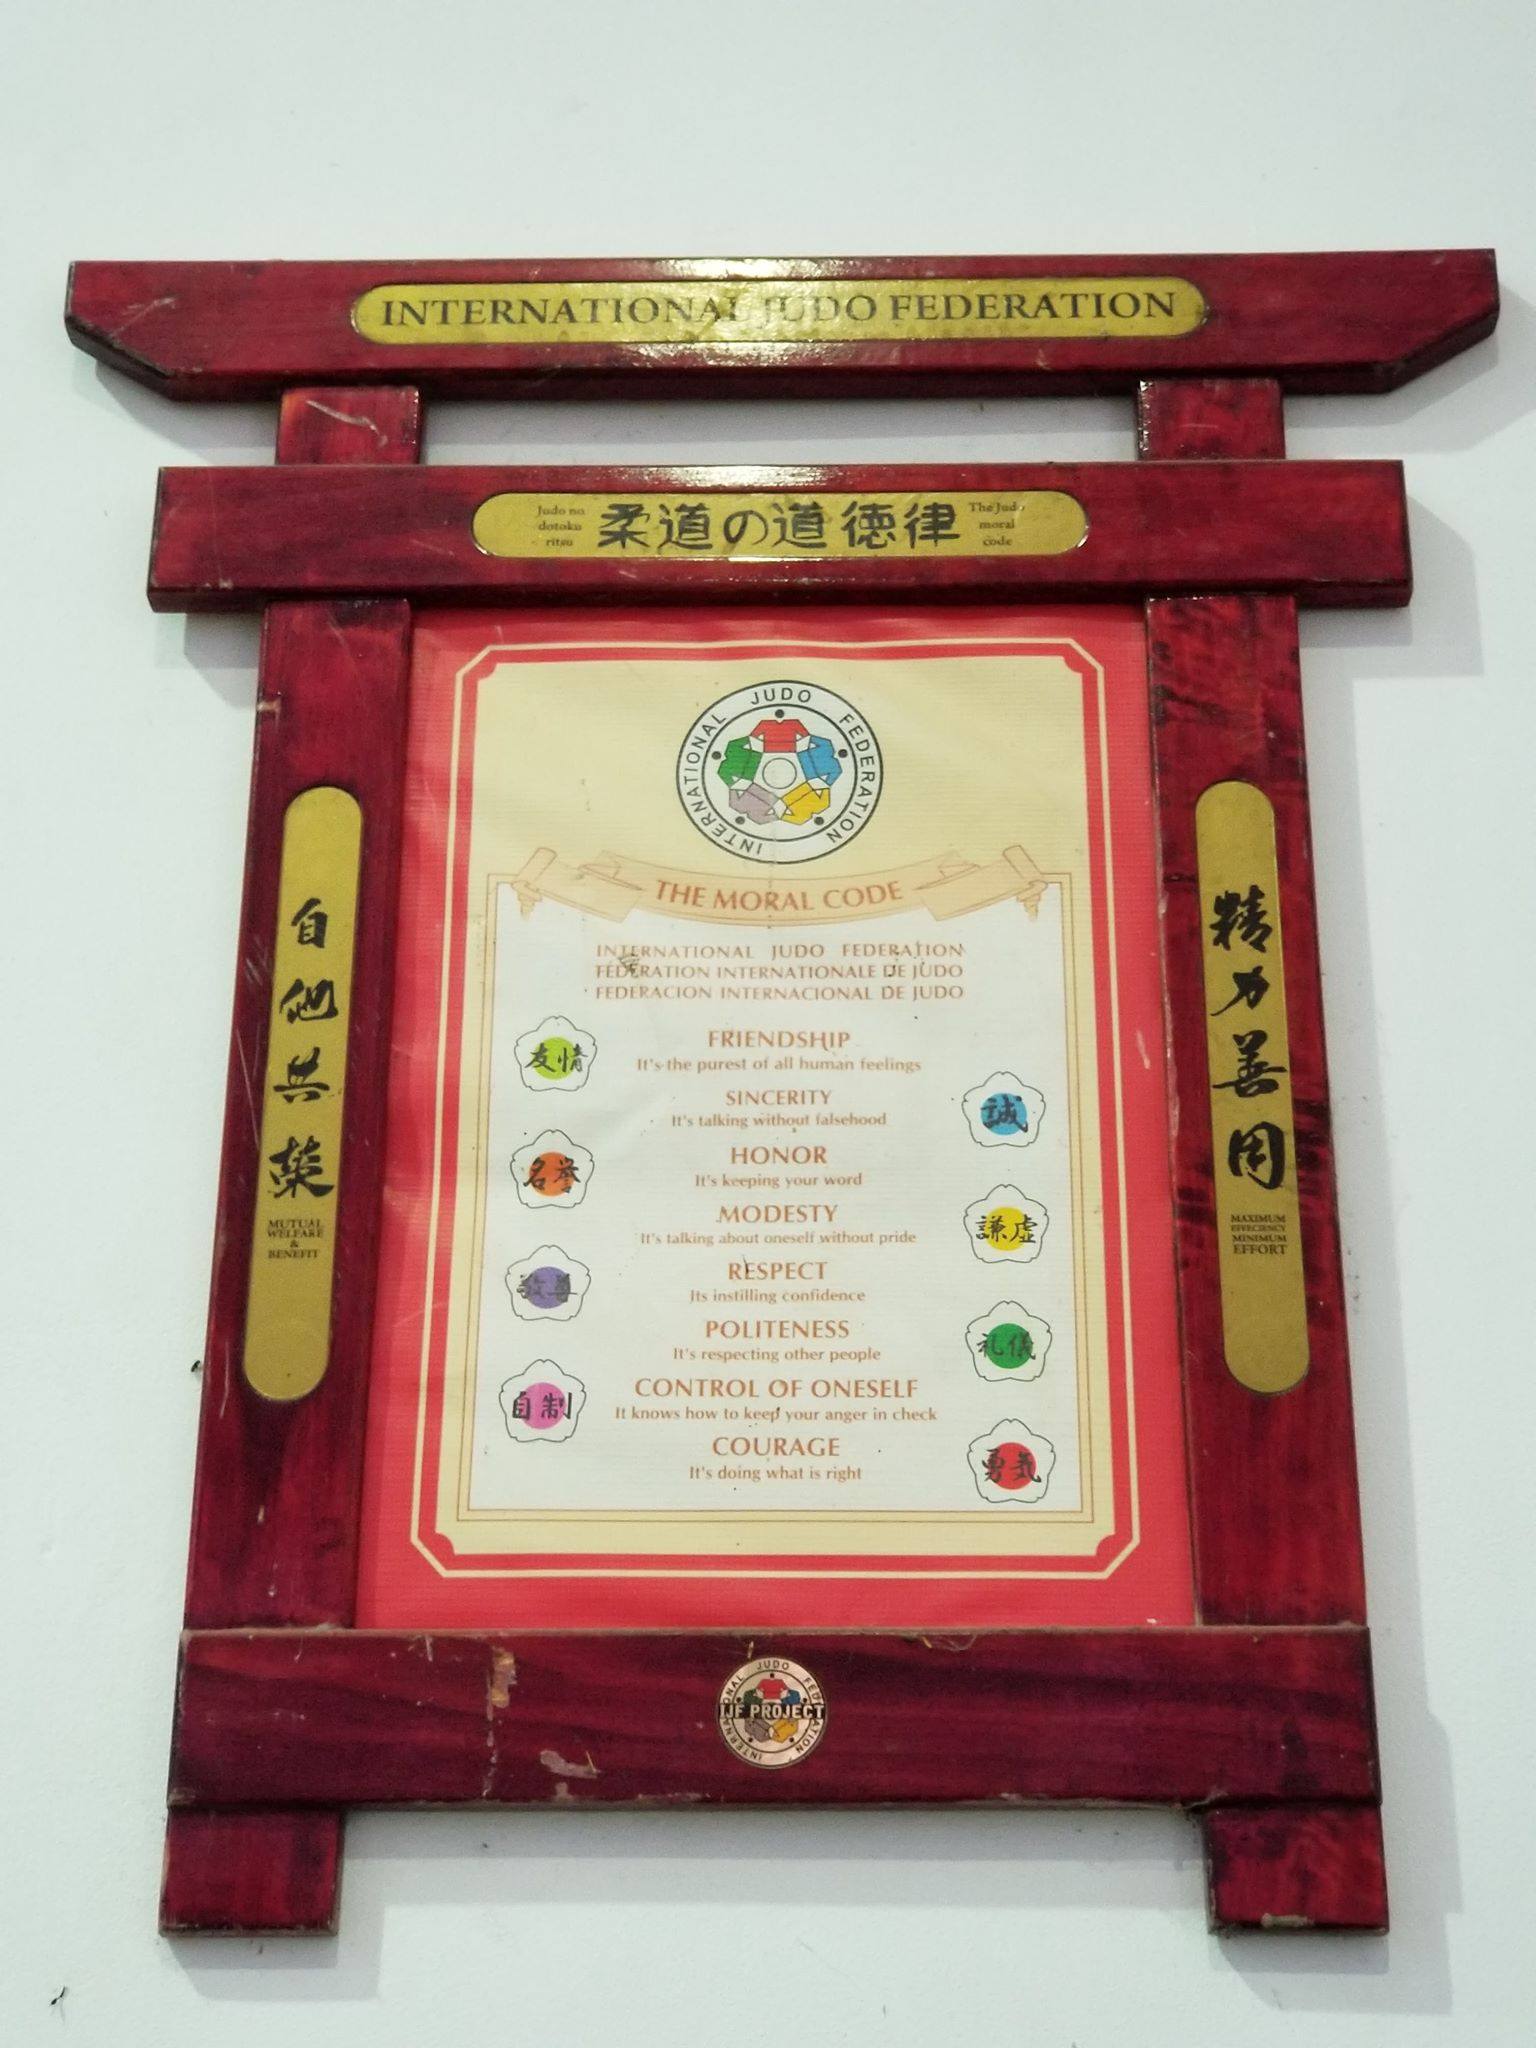 INTERNATIONAL JUDO FEDERATION
Judo no
dotoku
ritsu
柔道の道徳律
The Judo
moral
code
INTERNATIONAL JUDO FEDERATION
THE MORAL CODE
INTERNATIONAL JUDO FEDERATION
FEDERATION INTERNATIONALE DE JUDO
FEDERACION INTERNACIONAL DE JUDO
友情
FRIENDSHIP
It's the purest of all human feelings
SINCERITY
誠
It's talking without falsehood
名誉
HONOR
It's keeping your word
MODESTY
謙虚
It's talking about oneself without pride
RESPECT
Its instilling confidence
POLITENESS
礼儀
It's respecting other people
自制
CONTROL OF ONESELF
It knows how to keep your anger in check
COURAGE
勇気
It's doing what is right
自他共栄
MUTUAL
WELFARE
&
BENEFIT
精力善用
MAXIMUM
EFFECIENCY
MINIMUM
EFFORT
INTERNATIONAL JUDO FEDERATION
IJF PROJECT